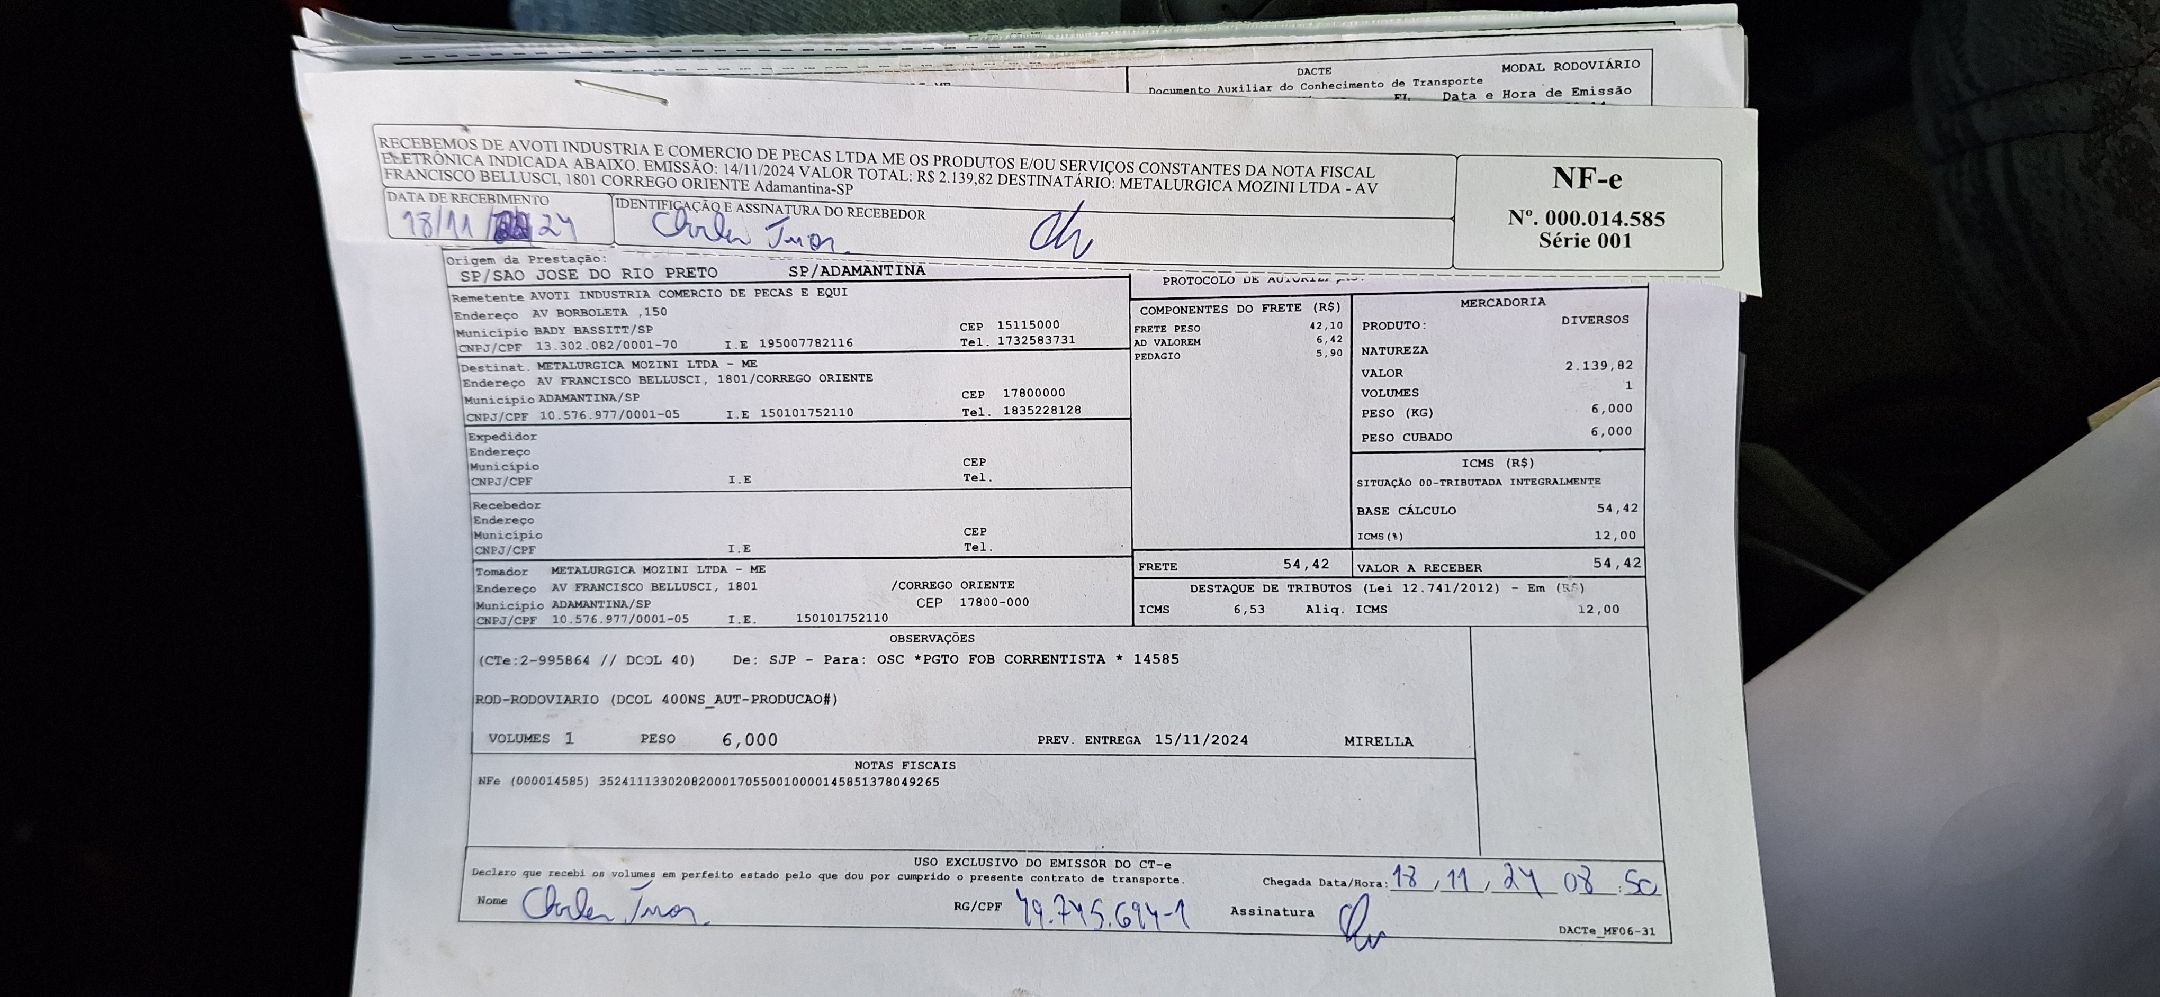 DACTE
MODAL RODOVIÁRIO
Documento Auxiliar do Conhecimento de Transporte
Data e Hora de Emissão
RECEBEMOS DE AVOTI INDUSTRIA E COMERCIO DE PECAS LTDA ME OS PRODUTOS E/OU SERVIÇOS CONSTANTES DA NOTA FISCAL
ELETRÔNICA INDICADA ABAIXO. EMISSÃO: 14/11/2024 VALOR TOTAL: R$ 2.139,82 DESTINATÁRIO: METALURGICA MOZINI LTDA - AV
FRANCISCO BELLUSCI, 1801 CORREGO ORIENTE Adamantina-SP
NF-e
Nº. 000.014.585
Série 001
DATA DE RECEBIMENTO
18/11/ 24
IDENTIFICAÇÃO E ASSINATURA DO RECEBEDOR
Origem da Prestação:
SP/SAO JOSE DO RIO PRETO SP/ADAMANTINA
PROTOCOLO DE
Remetente AVOTI INDUSTRIA COMERCIO DE PECAS E EQUI
Endereço AV BORBOLETA ,150
Município BADY BASSITT/SP CEP 15115000
CNPJ/CPF 13.302.082/0001-70 I.E 195007782116 Tel. 1732583731
Destinat. METALURGICA MOZINI LTDA - ME
Endereço AV FRANCISCO BELLUSCI, 1801/CORREGO ORIENTE
Município ADAMANTINA/SP CEP 17800000
CNPJ/CPF 10.576.977/0001-05 I.E 150101752110 Tel. 1835228128
Expedidor
Endereço
Município CEP
CNPJ/CPF I.E Tel.
Recebedor
Endereço
Município CEP
CNPJ/CPF I.E Tel.
Tomador METALURGICA MOZINI LTDA - ME
Endereço AV FRANCISCO BELLUSCI, 1801 /CORREGO ORIENTE
Município ADAMANTINA/SP CEP 17800-000
CNPJ/CPF 10.576.977/0001-05 I.E. 150101752110
COMPONENTES DO FRETE (R$)
FRETE PESO 42,10
AD VALOREM 6,42
PEDAGIO 5,90
MERCADORIA
PRODUTO: DIVERSOS
NATUREZA
VALOR 2.139,82
VOLUMES 1
PESO (KG) 6,000
PESO CUBADO 6,000
ICMS (R$)
SITUAÇÃO 00-TRIBUTADA INTEGRALMENTE
BASE CÁLCULO 54,42
ICMS(%) 12,00
FRETE 54,42
VALOR A RECEBER 54,42
DESTAQUE DE TRIBUTOS (Lei 12.741/2012) - Em (R$)
ICMS 6,53 Aliq. ICMS 12,00
OBSERVAÇÕES
(CTe:2-995864 // DCOL 40) De: SJP - Para: OSC *PGTO FOB CORRENTISTA * 14585
ROD-RODOVIARIO (DCOL 400NS_AUT-PRODUCAO#)
VOLUMES 1 PESO 6,000 PREV. ENTREGA 15/11/2024 MIRELLA
NOTAS FISCAIS
NFe (000014585) 35241113302082000170550010000145851378049265
USO EXCLUSIVO DO EMISSOR DO CT-e
Declaro que recebi os volumes em perfeito estado pelo que dou por cumprido o presente contrato de transporte.
Chegada Data/Hora: 18 , 11 , 24 08 :50
Nome
RG/CPF 49.745.694-1
Assinatura
DACTe_MF06-31